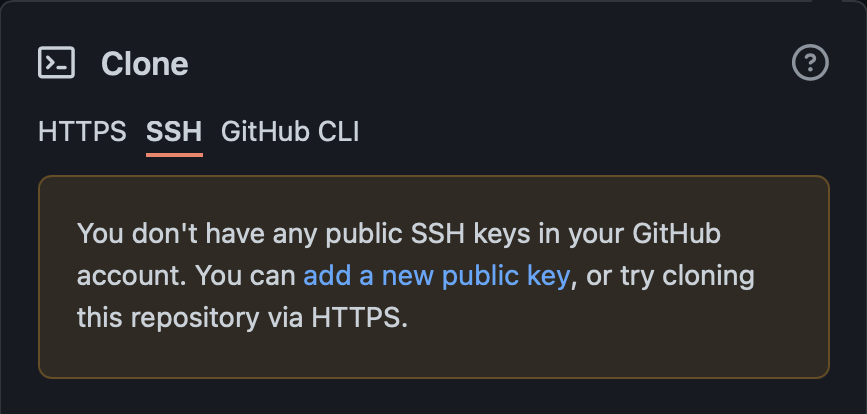 Clone
HTTPS SSH GitHub CLI
You don't have any public SSH keys in your GitHub
account. You can add a new public key, or try cloning
this repository via HTTPS.